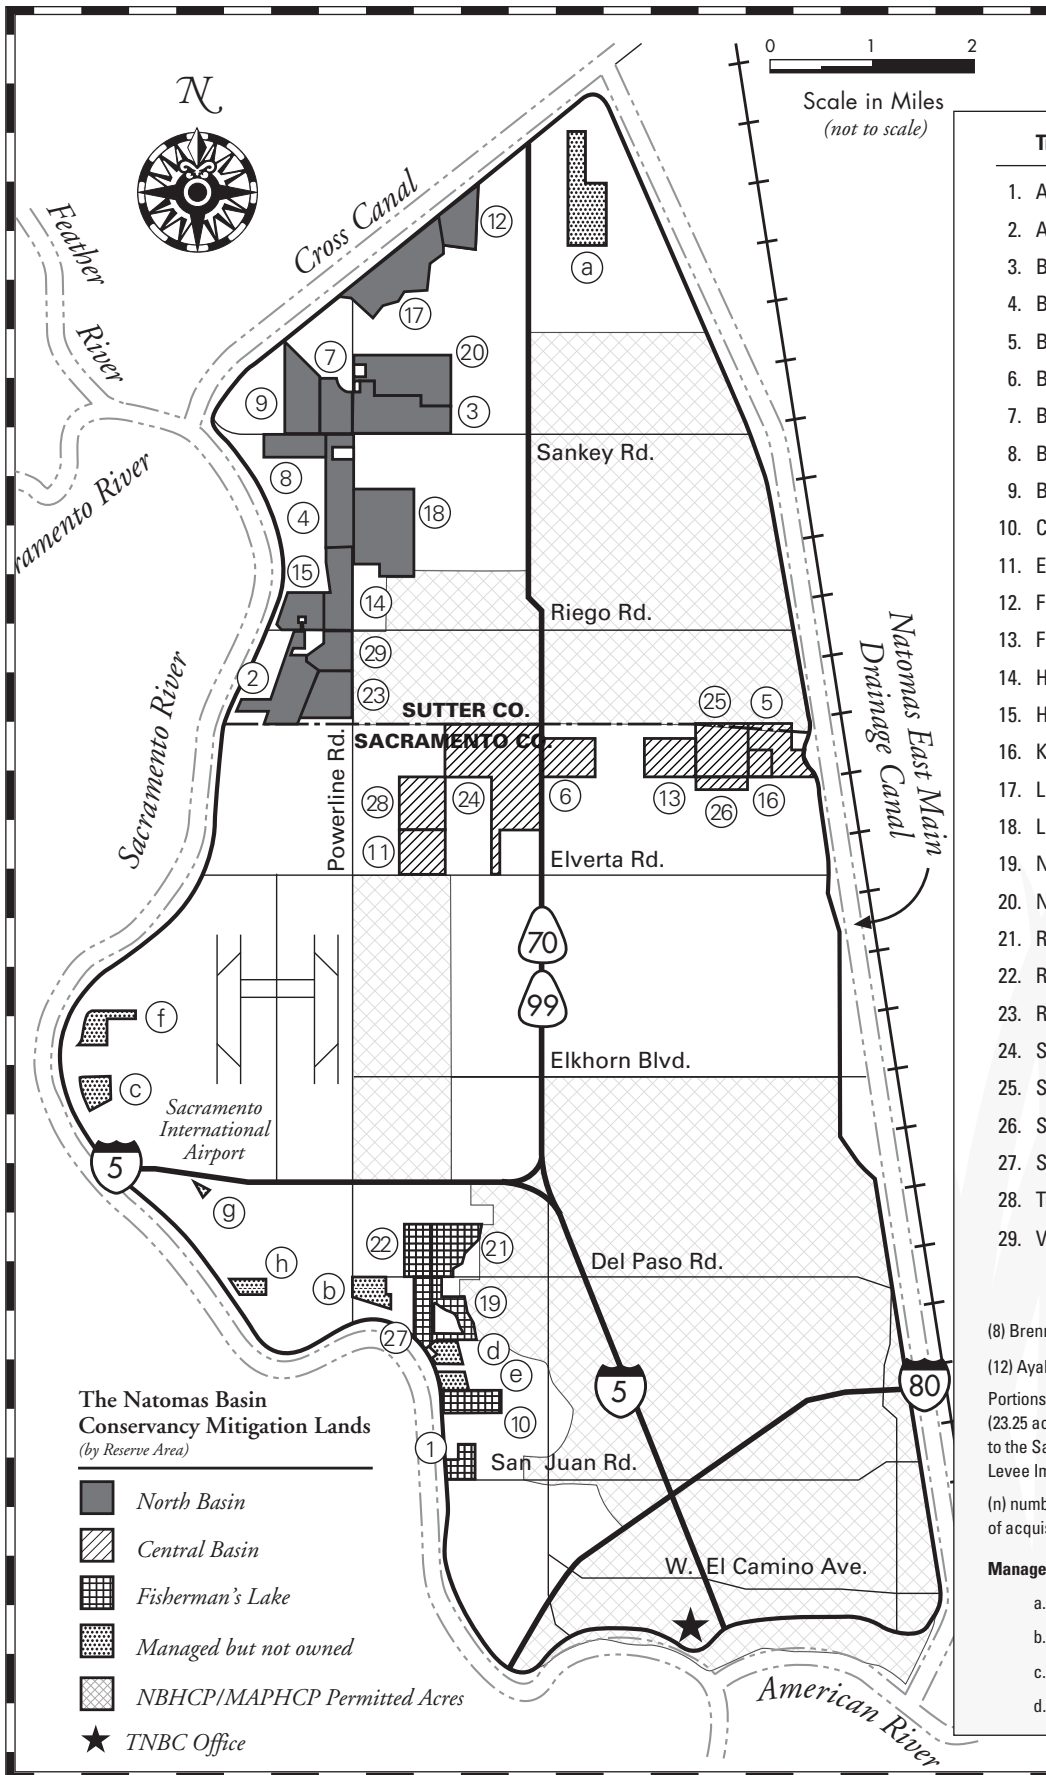 0 1 2
Scale in Miles
(not to scale)
N
Feather
River
Cross Canal
12
a
17
7
20
9
3
Sankey Rd.
8
4
18
ramento River
15
14
Riego Rd.
29
2
23
25
5
SUTTER CO.
SACRAMENTO CO.
Powerline Rd.
Sacramento River
28
24
6
13
26
16
11
Elverta Rd.
Natomas East Main
Drainage Canal
70
99
f
c
Elkhorn Blvd.
Sacramento
International
Airport
5
g
h
b
22
21
Del Paso Rd.
19
27
d
e
10
1
San Juan Rd.
5
80
W. El Camino Ave.
American River
The Natomas Basin
Conservancy Mitigation Lands
(by Reserve Area)
North Basin
Central Basin
Fisherman's Lake
Managed but not owned
NBHCP/MAPHCP Permitted Acres
TNBC Office
1. A
2. A
3. B
4. B
5. B
6. B
7. B
8. B
9. B
10. C
11. E
12. F
13. F
14. H
15. H
16. K
17. L
18. L
19. N
20. N
21. R
22. R
23. R
24. S
25. S
26. S
27. S
28. T
29. V
(8) Brenn
(12) Ayal
Portions
(23.25 ac
to the Sa
Levee Im
(n) numb
of acquis
Manage
a.
b.
c.
d.